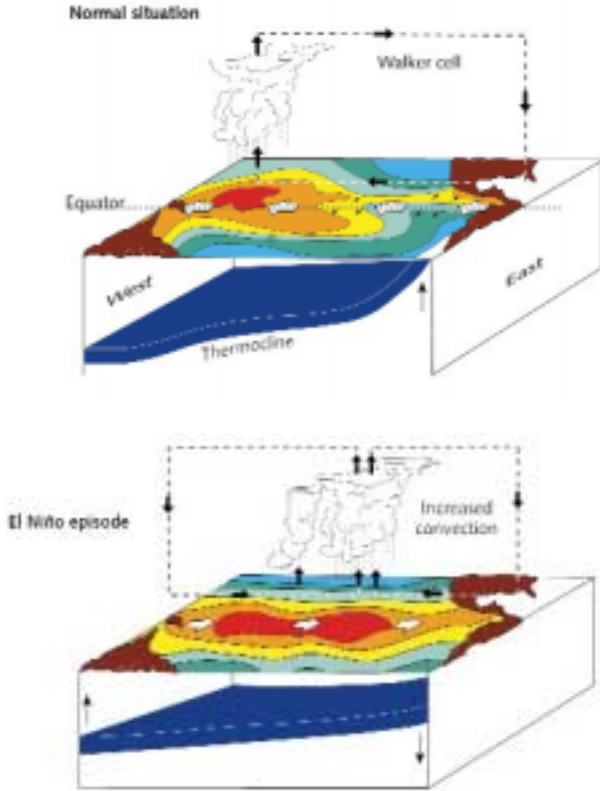 Normal situation
Walker cell
Equator
West
East
Thermocline
El Niño episode
Increased
convection